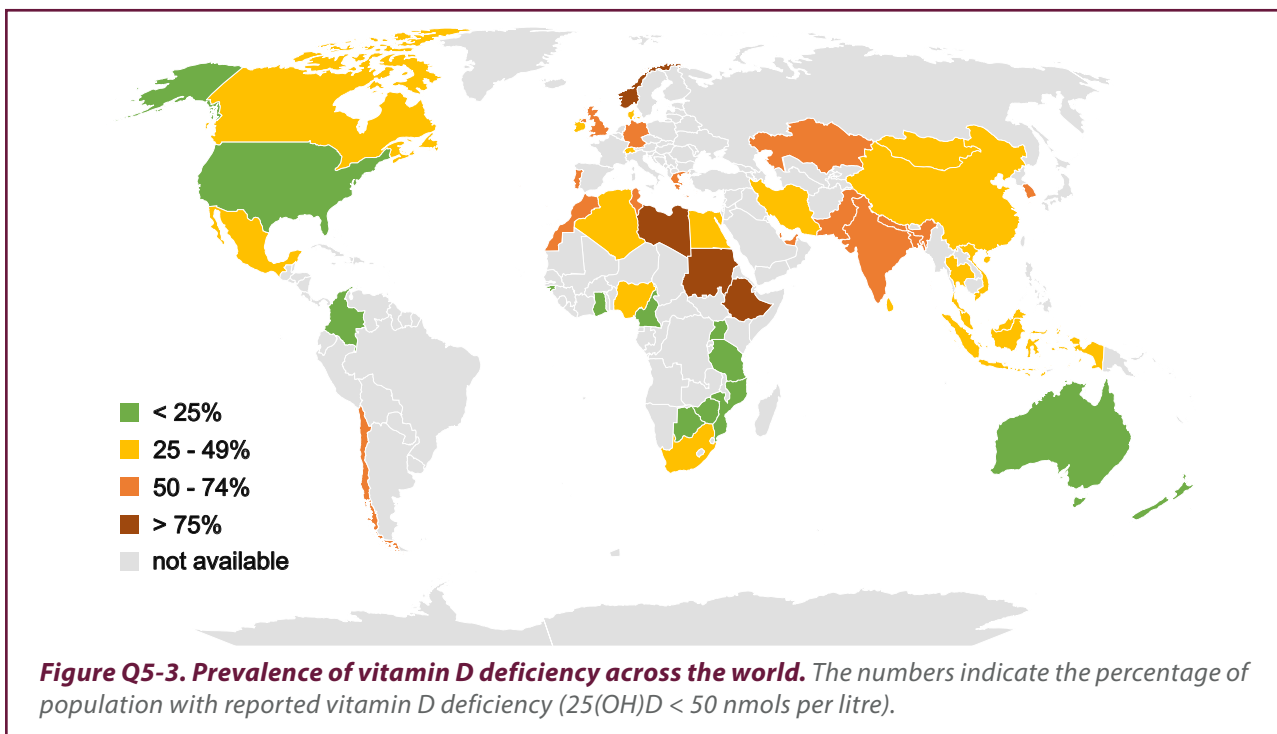 < 25%
25 - 49%
50 - 74%
> 75%
not available
Figure Q5-3. Prevalence of vitamin D deficiency across the world. The numbers indicate the percentage of
population with reported vitamin D deficiency (25(OH)D < 50 nmols per litre).